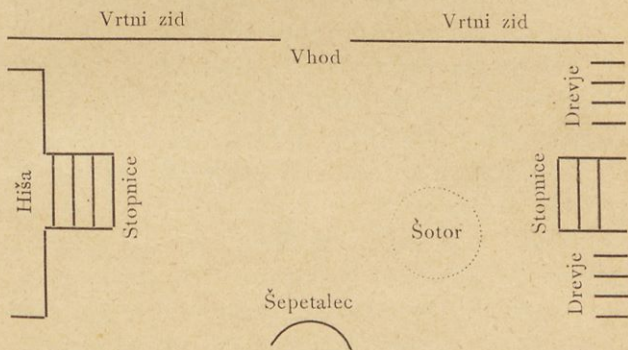 Vrtni zid
Vrtni zid
Vhod
Drevje
Hiša
Stopnice
Stopnice
Šotor
Drevje
Šepetalec